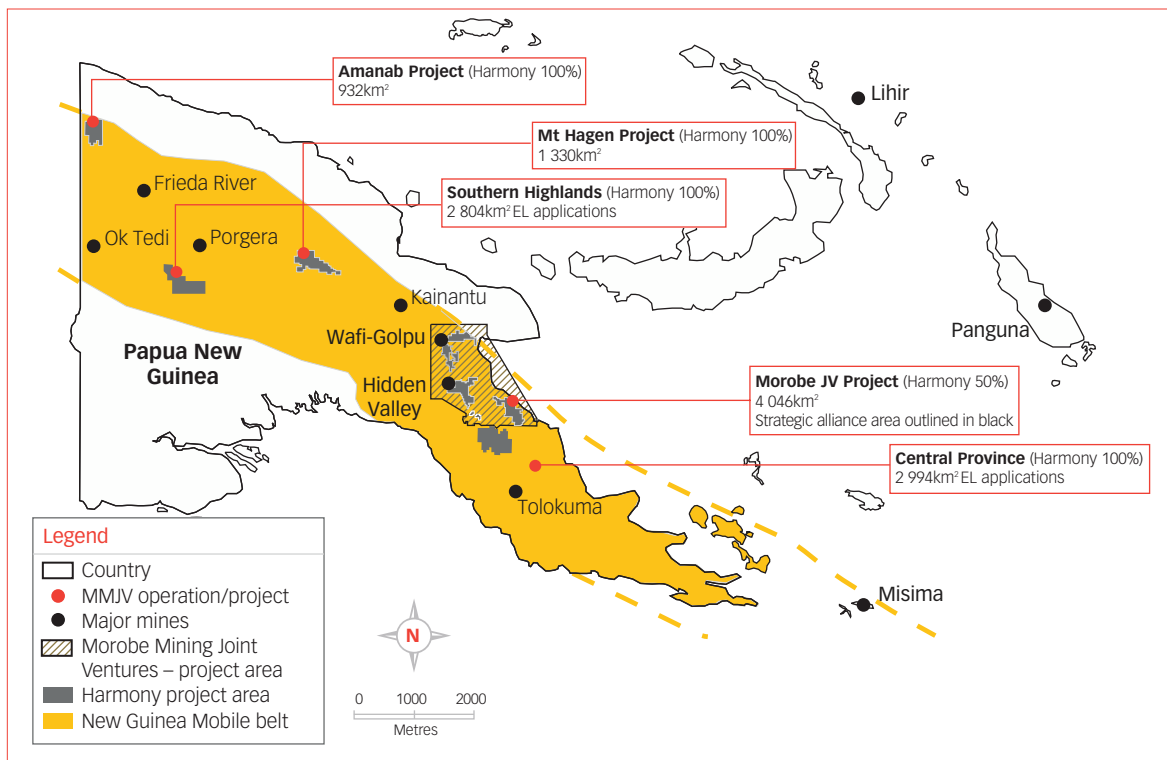 Amanab Project (Harmony 100%)
932km²
Lihir
Mt Hagen Project (Harmony 100%)
1 330km²
Frieda River
Southern Highlands (Harmony 100%)
2 804km² EL applications
Ok Tedi
Porgera
Kainantu
Wafi-Golpu
Panguna
Papua New
Guinea
Hidden
Valley
Morobe JV Project (Harmony 50%)
4 046km²
Strategic alliance area outlined in black
Central Province (Harmony 100%)
2 994km² EL applications
Tolokuma
Misima
Legend
Country
MMJV operation/project
Major mines
Morobe Mining Joint
Ventures – project area
Harmony project area
New Guinea Mobile belt
N
0 1000 2000
Metres